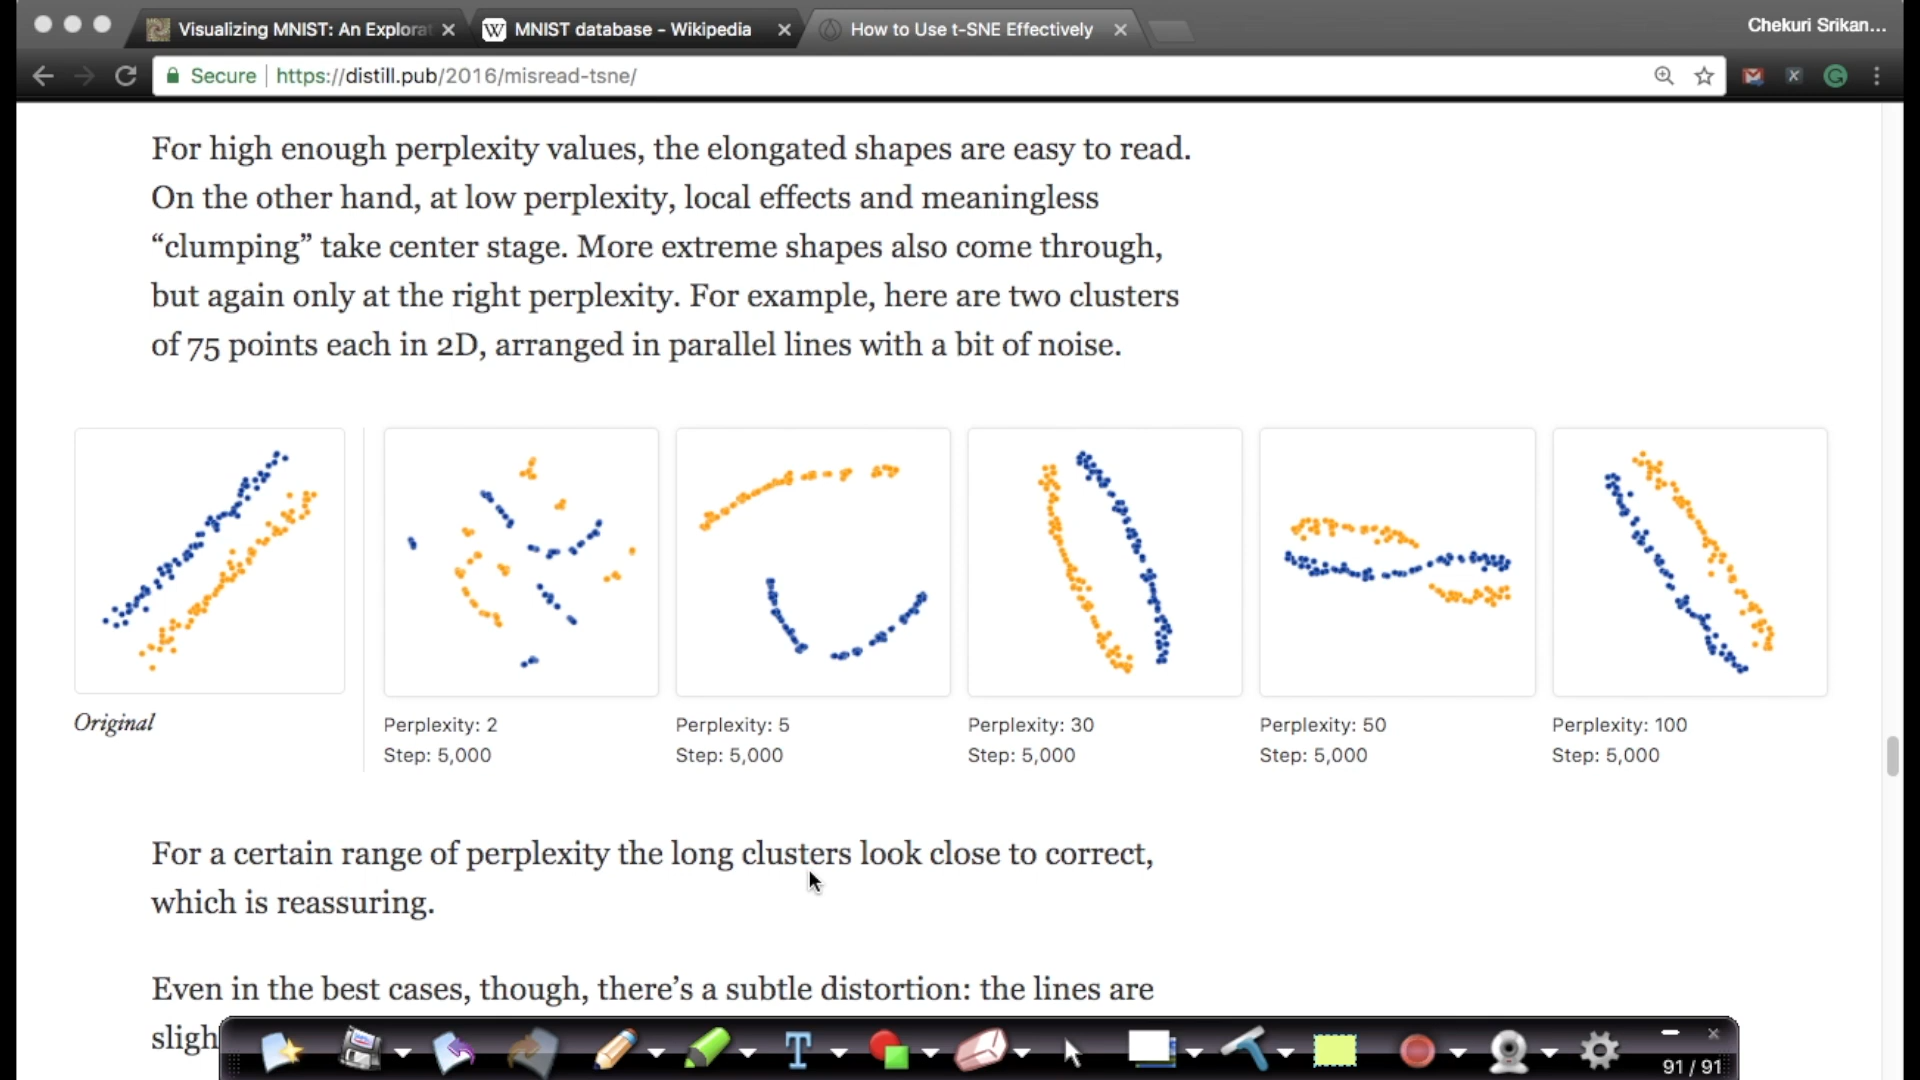 Visualizing MNIST: An Explorat
MNIST database - Wikipedia
How to Use t-SNE Effectively
Chekuri Srikan...
Secure
https://distill.pub/2016/misread-tsne/
For high enough perplexity values, the elongated shapes are easy to read.
On the other hand, at low perplexity, local effects and meaningless
“clumping” take center stage. More extreme shapes also come through,
but again only at the right perplexity. For example, here are two clusters
of 75 points each in 2D, arranged in parallel lines with a bit of noise.
Original
Perplexity: 2
Step: 5,000
Perplexity: 5
Step: 5,000
Perplexity: 30
Step: 5,000
Perplexity: 50
Step: 5,000
Perplexity: 100
Step: 5,000
For a certain range of perplexity the long clusters look close to correct,
which is reassuring.
Even in the best cases, though, there’s a subtle distortion: the lines are
sligh
91 / 91